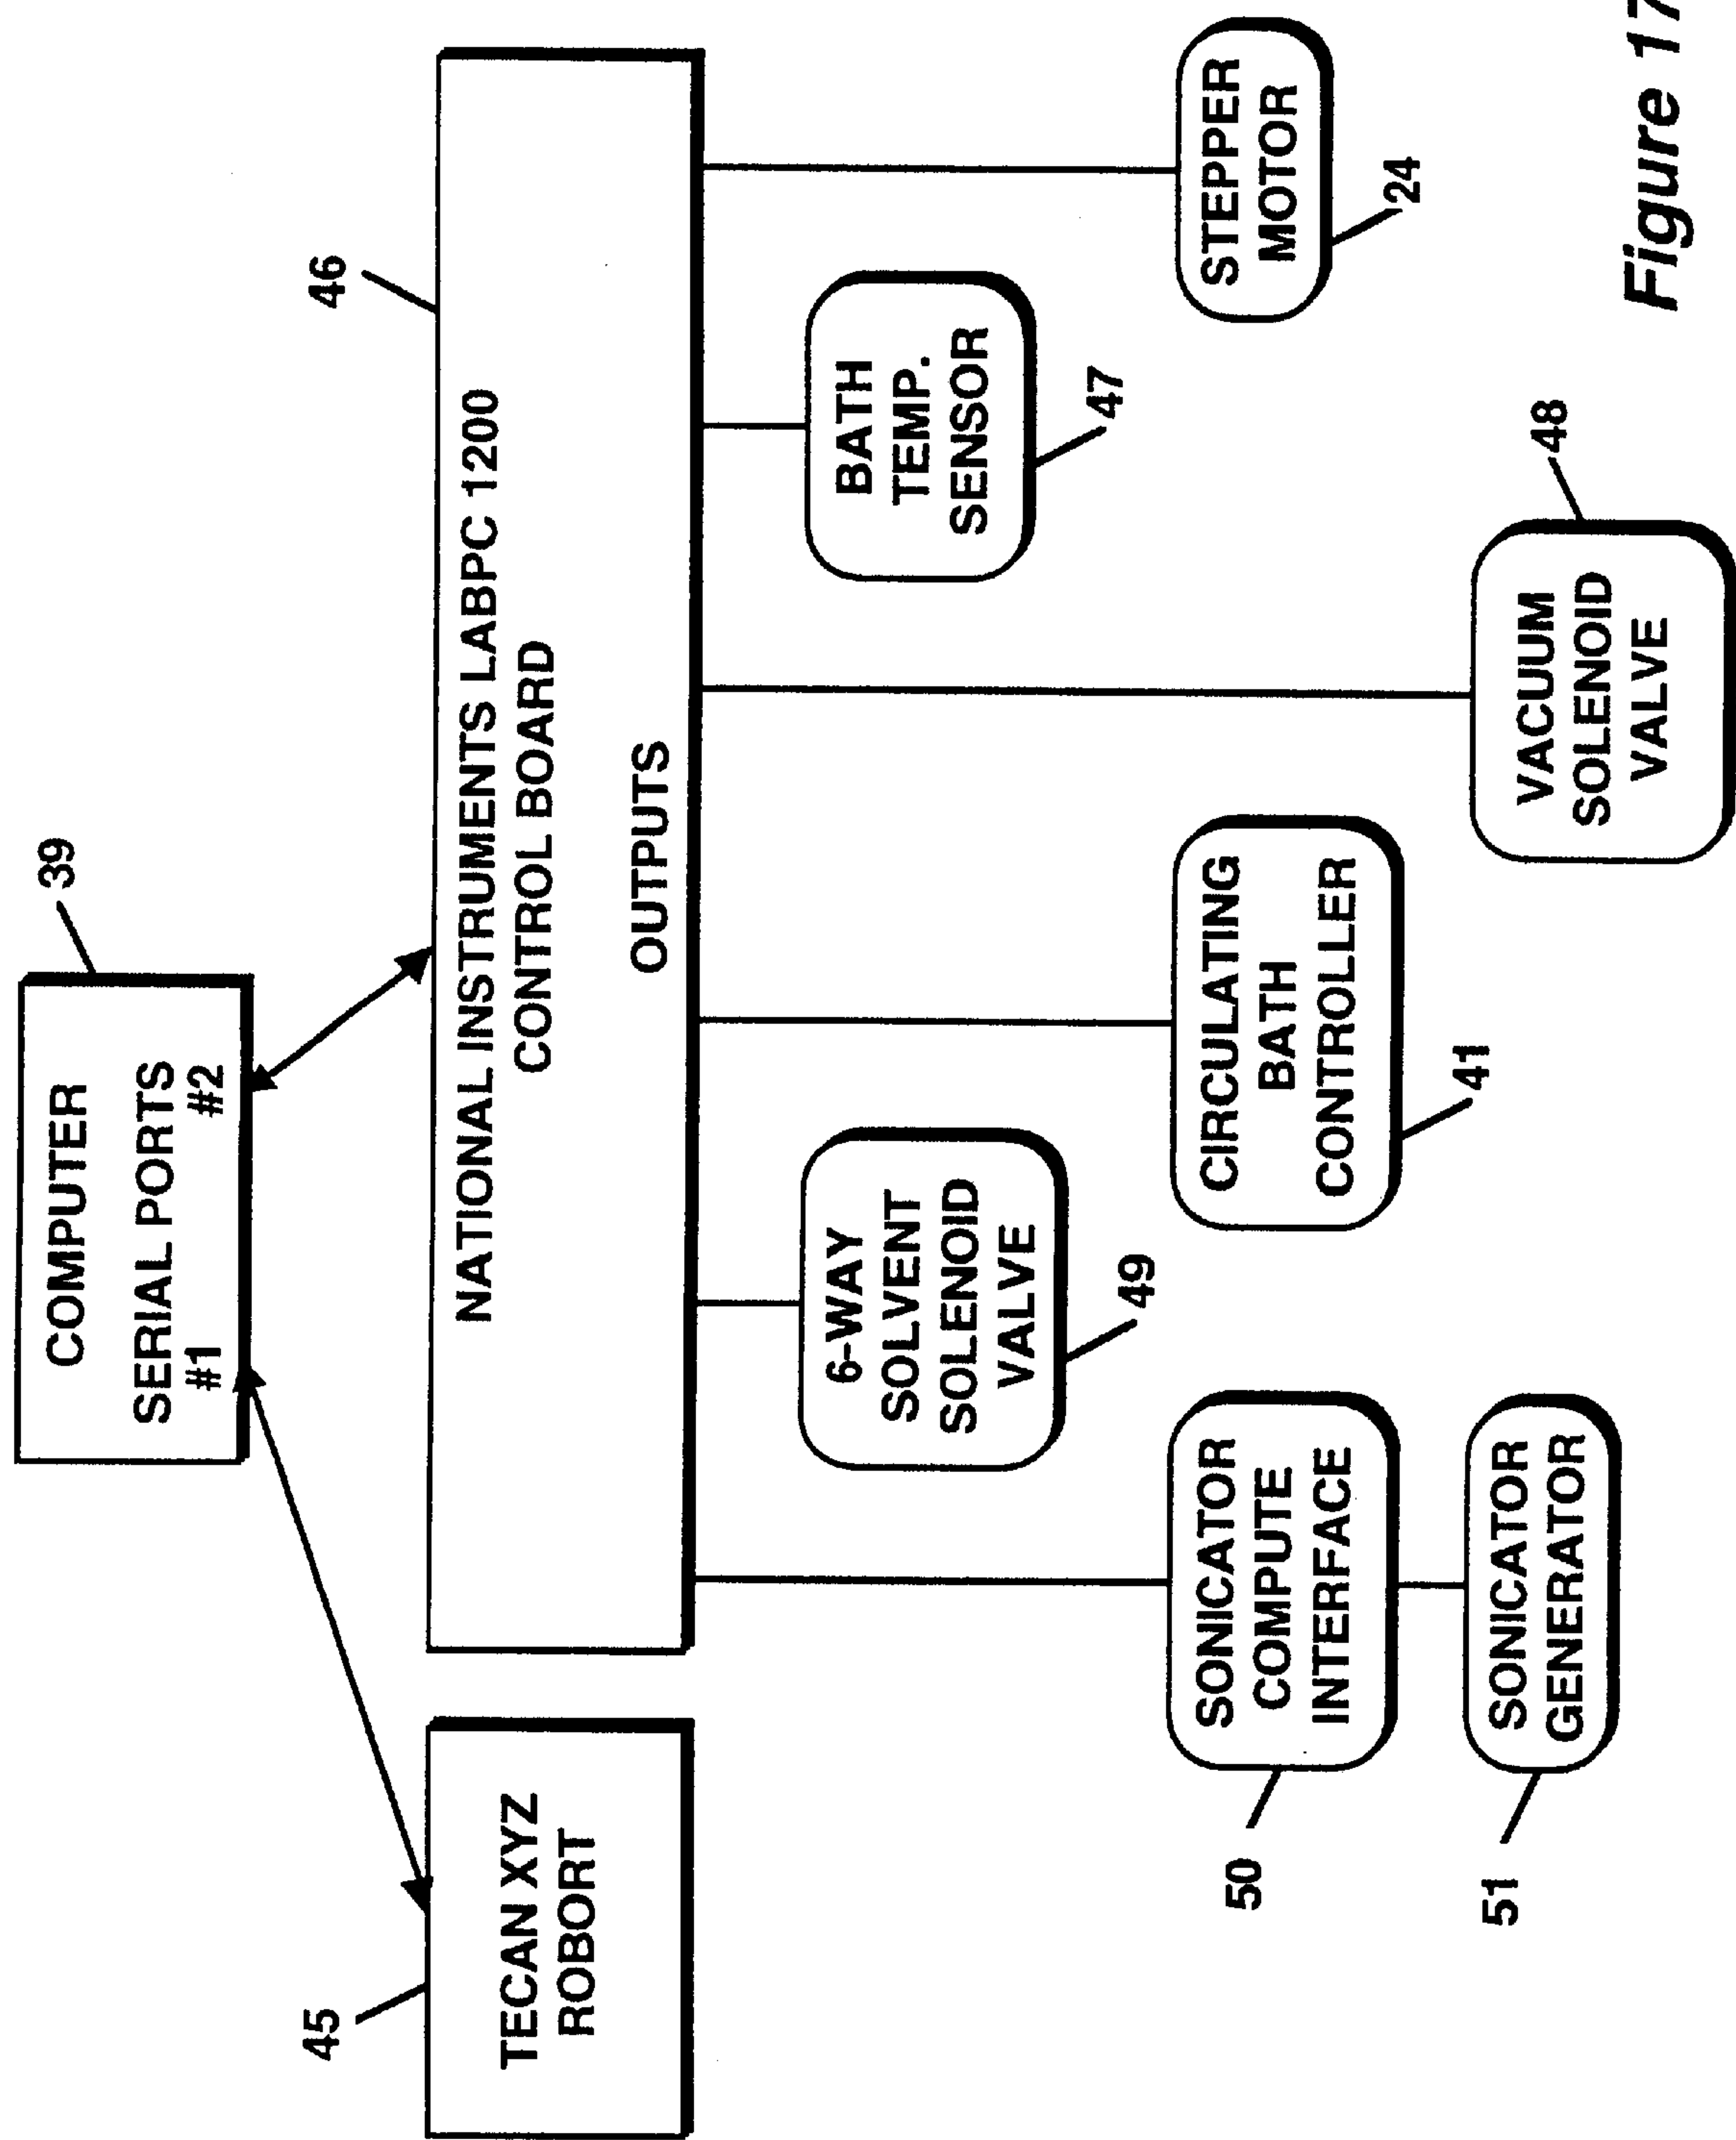 39
COMPUTER
SERIAL PORTS
#1 #2
45
TECAN XYZ
ROBORT
46
NATIONAL INSTRUMENTS LABPC 1200
CONTROL BOARD
OUTPUTS
6-WAY
SOLVENT
SOLENOID
VALVE
49
BATH
TEMP.
SENSOR
47
SONICATOR
COMPUTE
INTERFACE
50
CIRCULATING
BATH
CONTROLLER
41
STEPPER
MOTOR
24
SONICATOR
GENERATOR
51
VACUUM
SOLENOID
VALVE
48
Figure 17